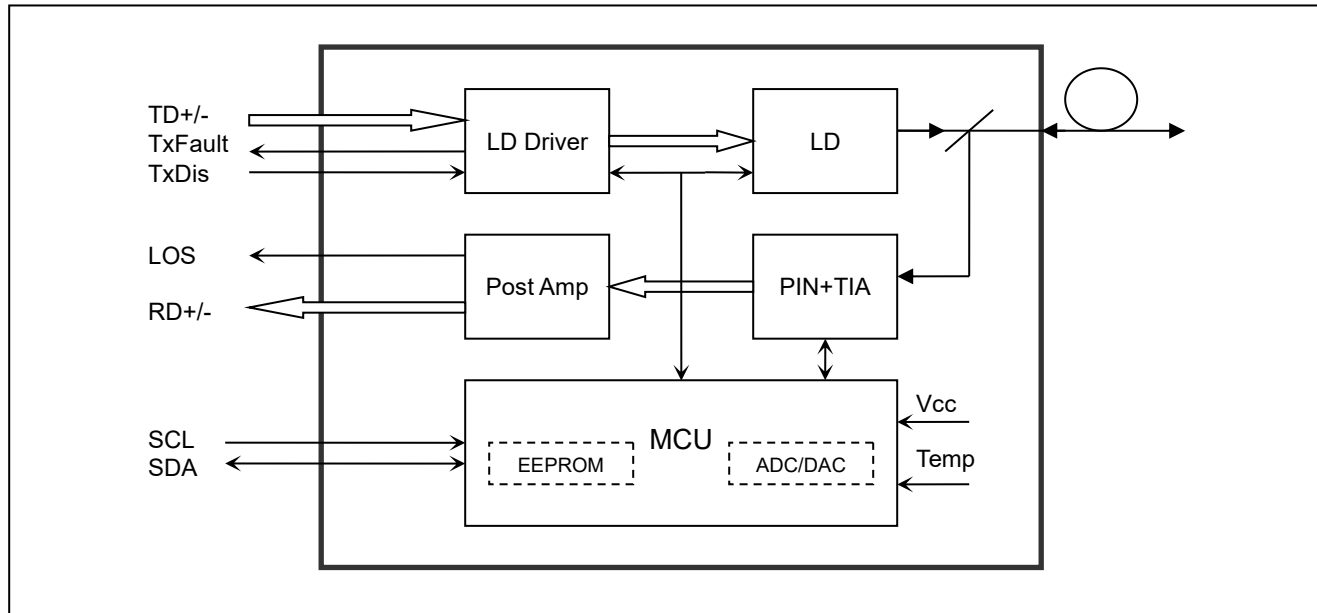 TD+/-
TxFault
TxDis
LD Driver
LD
LOS
RD+/-
Post Amp
PIN+TIA
SCL
SDA
MCU
EEPROM
ADC/DAC
Vcc
Temp